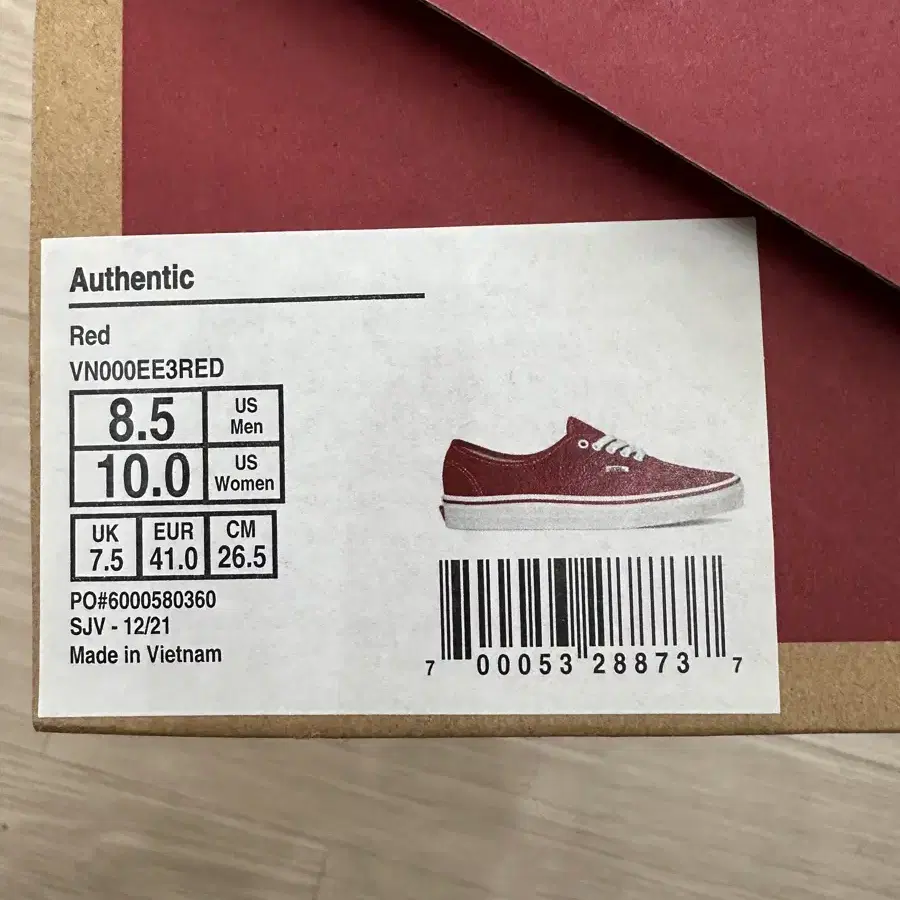 Authentic
Red
VN000EE3RED
8.5 US Men
10.0 US Women
UK EUR CM
7.5 41.0 26.5
PO#6000580360
SJV - 12/21
Made in Vietnam
7 00053 28873 7